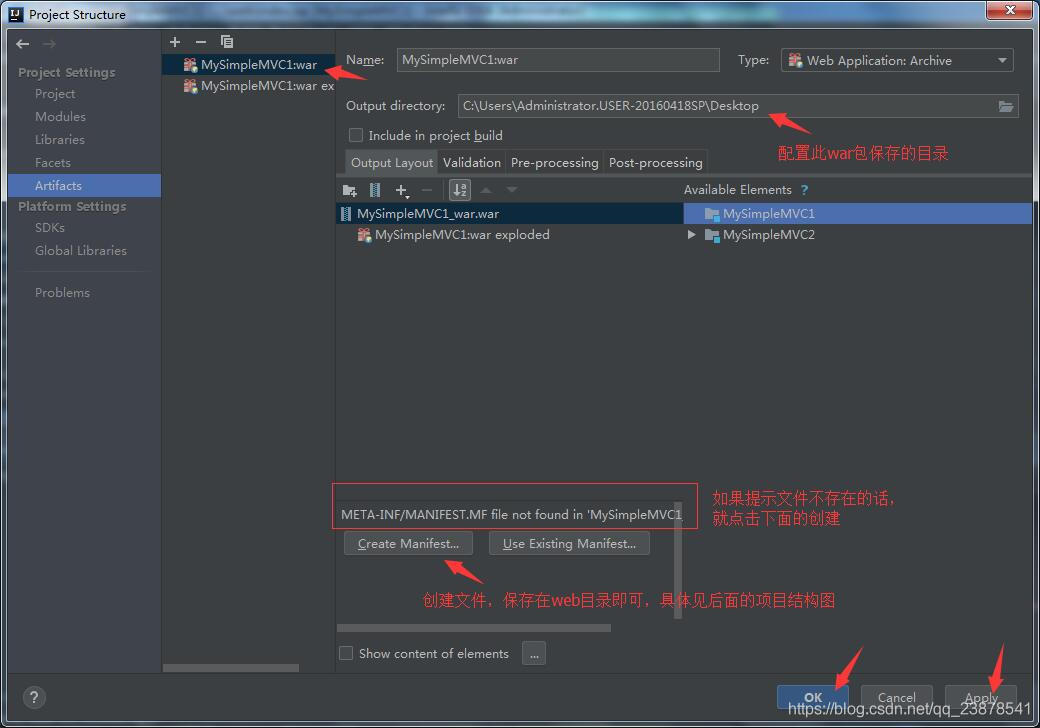 Project Structure
Project Settings
Project
Modules
Libraries
Facets
Artifacts
Platform Settings
SDKs
Global Libraries
Problems
MySimpleMVC1:war
MySimpleMVC1:war ex
Name: MySimpleMVC1:war
Type: Web Application: Archive
Output directory: C:\Users\Administrator.USER-20160418SP\Desktop
Include in project build
配置此war包保存的目录
Output Layout Validation Pre-processing Post-processing
Available Elements ?
MySimpleMVC1_war.war
MySimpleMVC1:war exploded
MySimpleMVC1
MySimpleMVC2
META-INF/MANIFEST.MF file not found in 'MySimpleMVC1
如果提示文件不存在的话，
就点击下面的创建
Create Manifest... Use Existing Manifest...
创建文件，保存在web目录即可，具体见后面的项目结构图
Show content of elements ...
? OK Cancel Apply
https://blog.csdn.net/qq_23878541